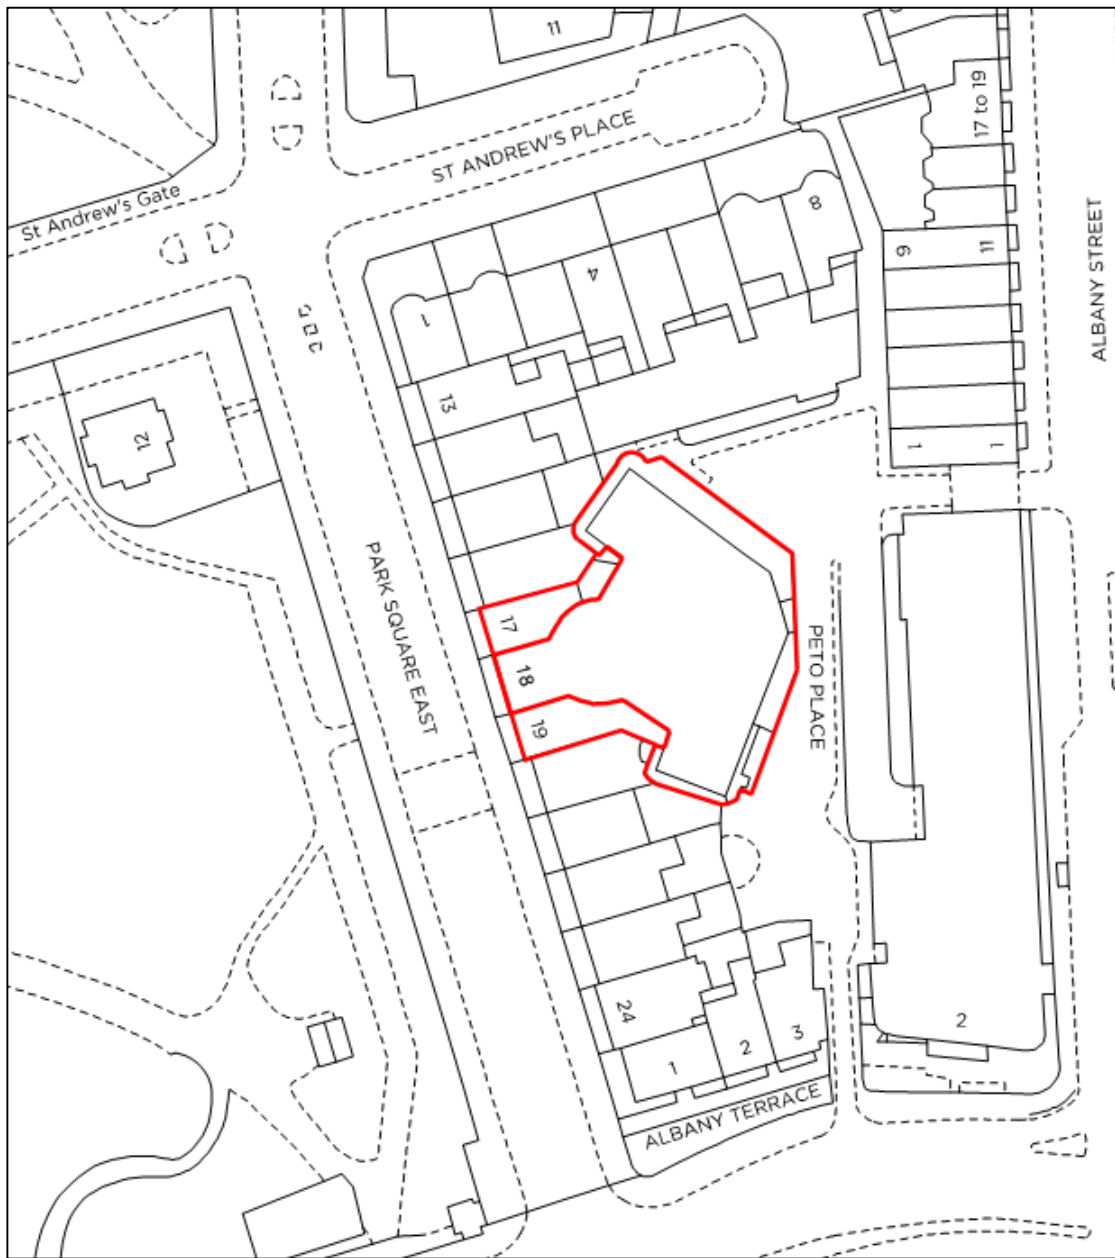 11
ST ANDREW'S PLACE
St Andrew's Gate
17 to 19
ALBANY STREET
8
9
11
4
1
13
12
1
1
PARK SQUARE EAST
17
18
19
PETO PLACE
24
1
2
3
2
ALBANY TERRACE